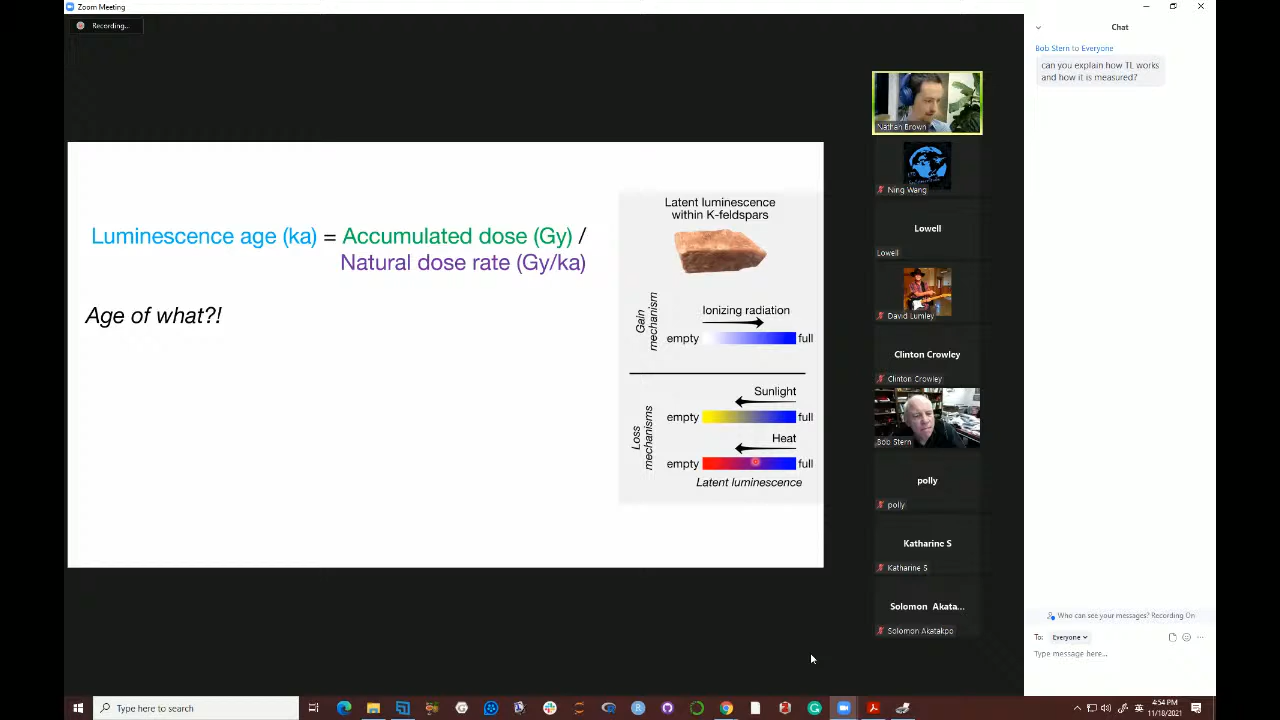 Zoom Meeting
Recording...
Luminescence age (ka) = Accumulated dose (Gy) /
Natural dose rate (Gy/ka)
Age of what?!
Latent luminescence
within K-feldspars
Gain
mechanism
Ionizing radiation
empty full
Loss
mechanisms
Sunlight
empty full
Heat
empty full
Latent luminescence
Nathan Brown
Ning Wang
Lowell
Lowell
David Lumley
Clinton Crowley
Clinton Crowley
Bob Stern
polly
polly
Katharine S
Katharine S
Solomon Akata...
Solomon Akatakpo
Chat
Bob Stern to Everyone
can you explain how TL works
and how it is measured?
Who can see your messages? Recording On
To: Everyone
Type message here...
Type here to search
4:54 PM
11/18/2021